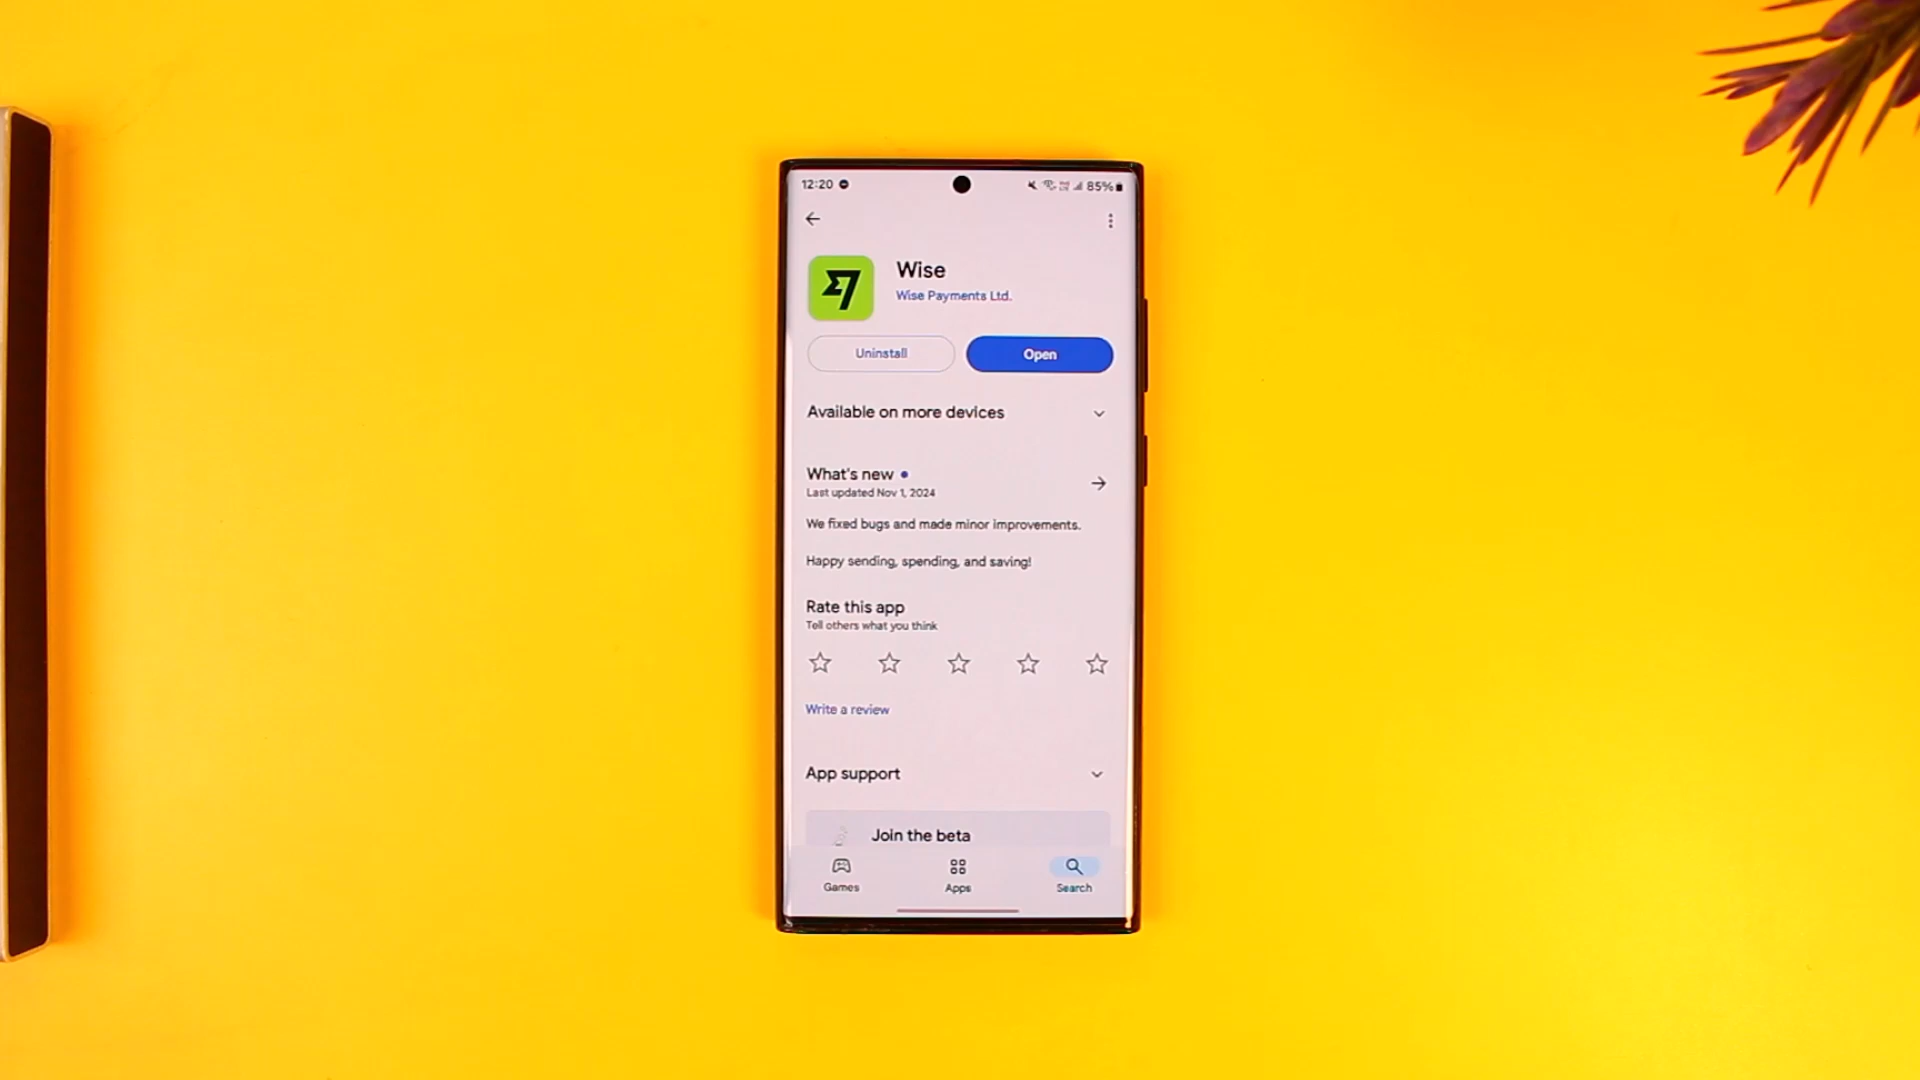 12:20
85%
Wise
Wise Payments Ltd.
Uninstall
Open
Available on more devices
What's new
Last updated Nov 1, 2024
We fixed bugs and made minor improvements.
Happy sending, spending, and saving!
Rate this app
Tell others what you think
Write a review
App support
Join the beta
Games
Apps
Search